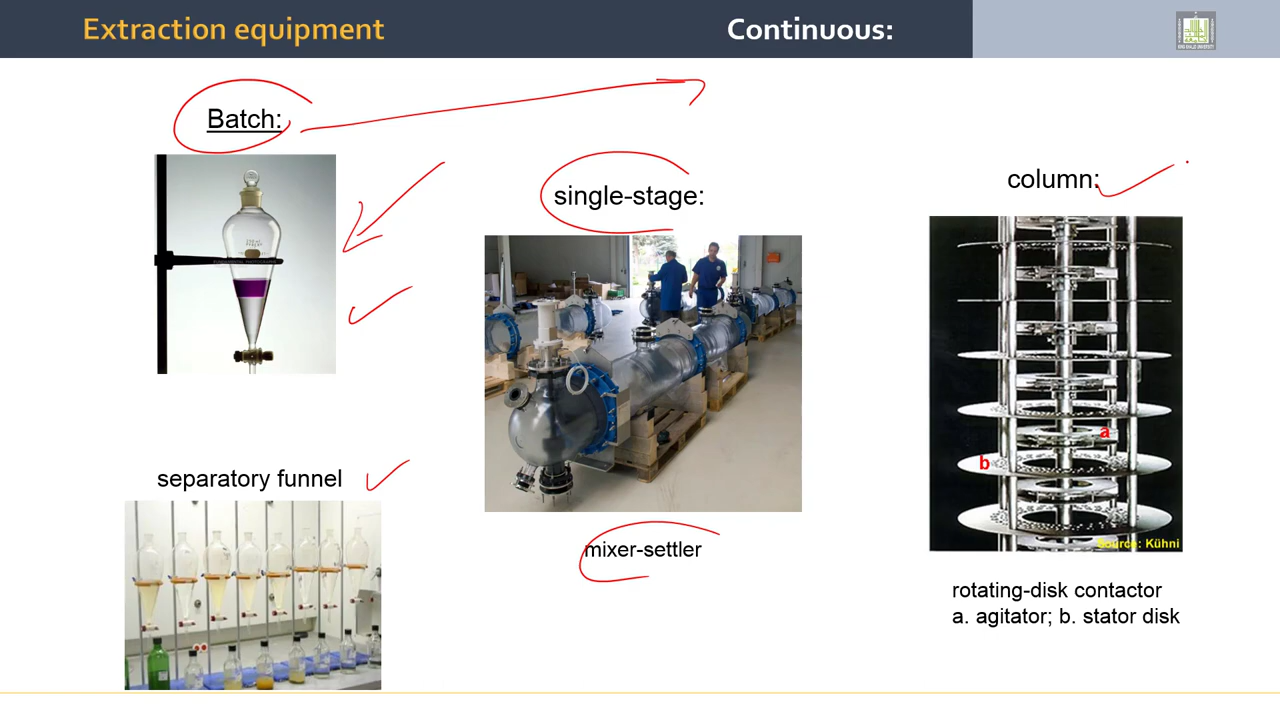 Extraction equipment
Continuous:
Batch:
single-stage:
column:
a
b
separatory funnel
Source: Kühni
mixer-settler
rotating-disk contactor
a. agitator; b. stator disk